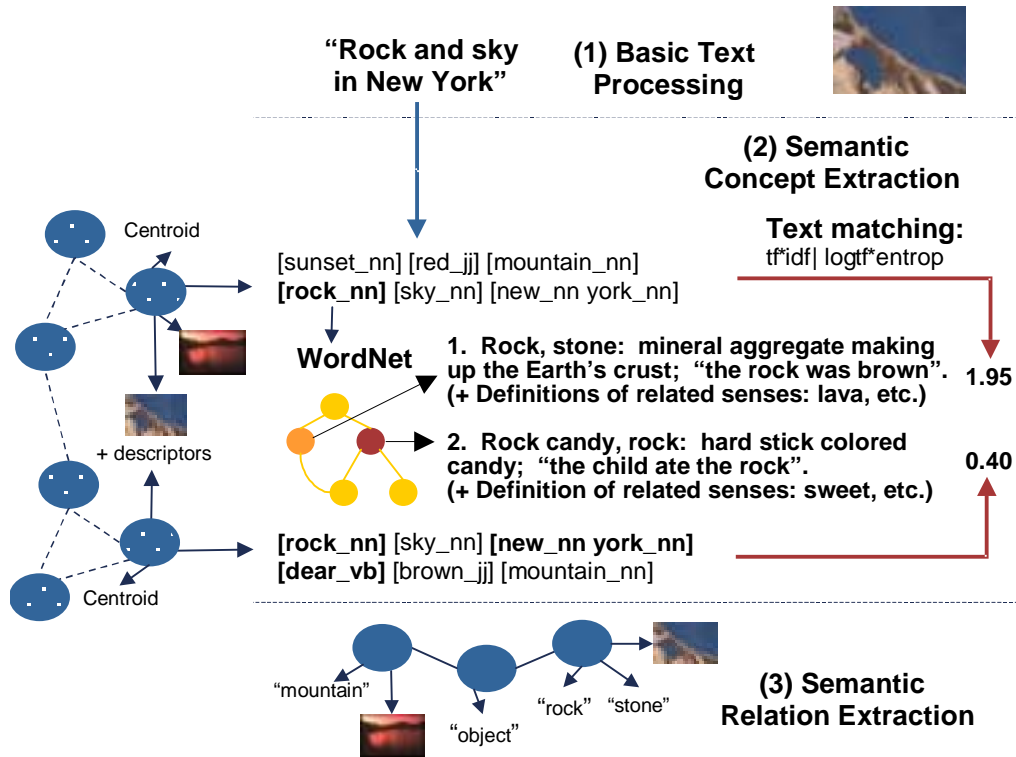 “Rock and sky
in New York”
(1) Basic Text
Processing
(2) Semantic
Concept Extraction
Centroid
Text matching:
tf*idf| logtf*entrop
[sunset_nn] [red_jj] [mountain_nn]
[rock_nn] [sky_nn] [new_nn york_nn]
WordNet
1. Rock, stone: mineral aggregate making
up the Earth’s crust; “the rock was brown”.
(+ Definitions of related senses: lava, etc.)
1.95
2. Rock candy, rock: hard stick colored
candy; “the child ate the rock”.
(+ Definition of related senses: sweet, etc.)
0.40
+ descriptors
[rock_nn] [sky_nn] [new_nn york_nn]
[dear_vb] [brown_jj] [mountain_nn]
Centroid
“mountain”
“object”
“rock”
“stone”
(3) Semantic
Relation Extraction